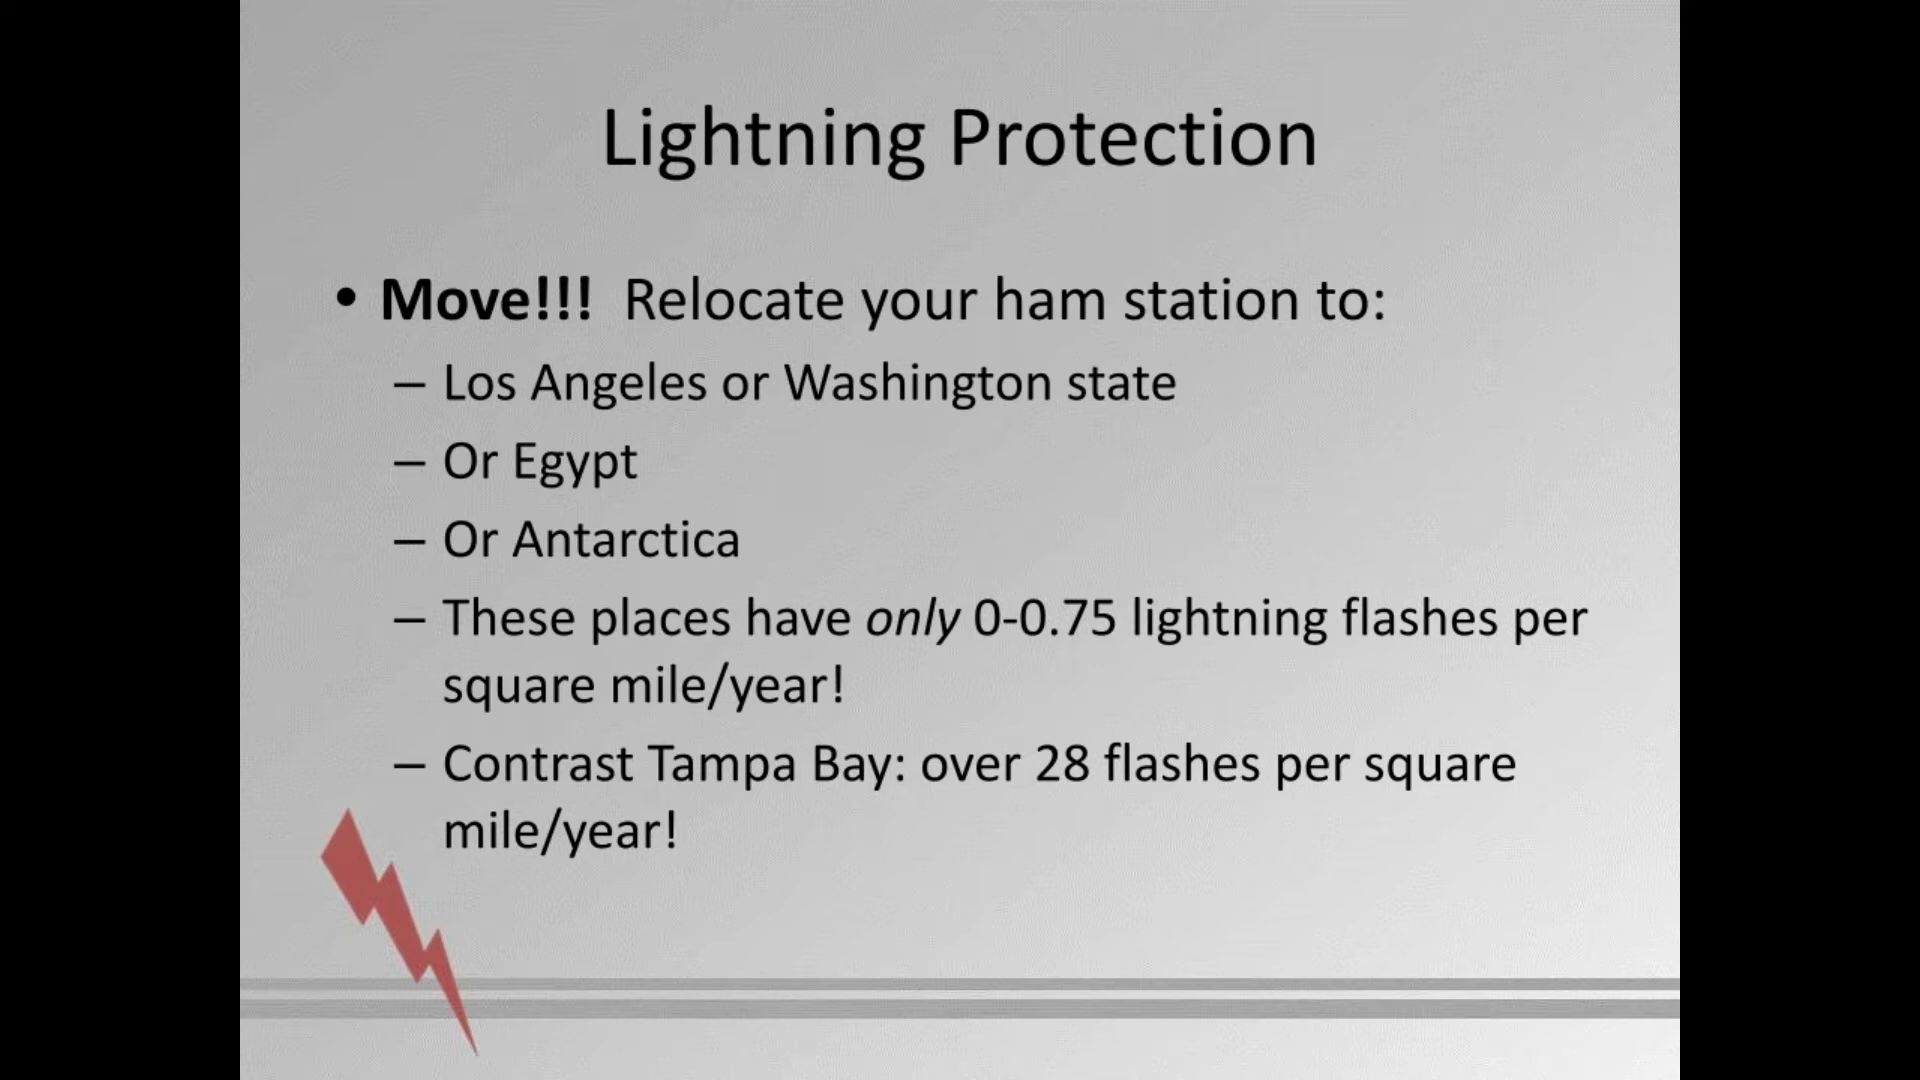 Lightning Protection
• Move!!! Relocate your ham station to:
– Los Angeles or Washington state
– Or Egypt
– Or Antarctica
– These places have only 0-0.75 lightning flashes per
square mile/year!
– Contrast Tampa Bay: over 28 flashes per square
mile/year!